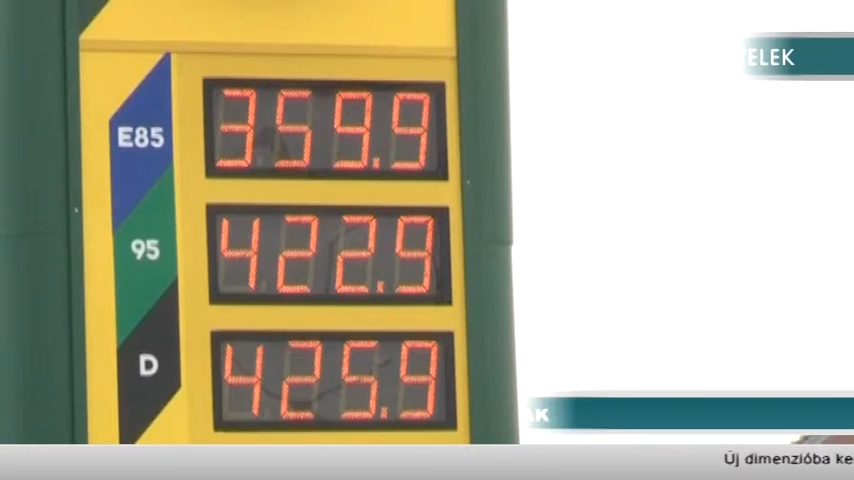 E85 359.9
95 422.9
D 425.9
ELEK
AK
Új dimenzióba ke